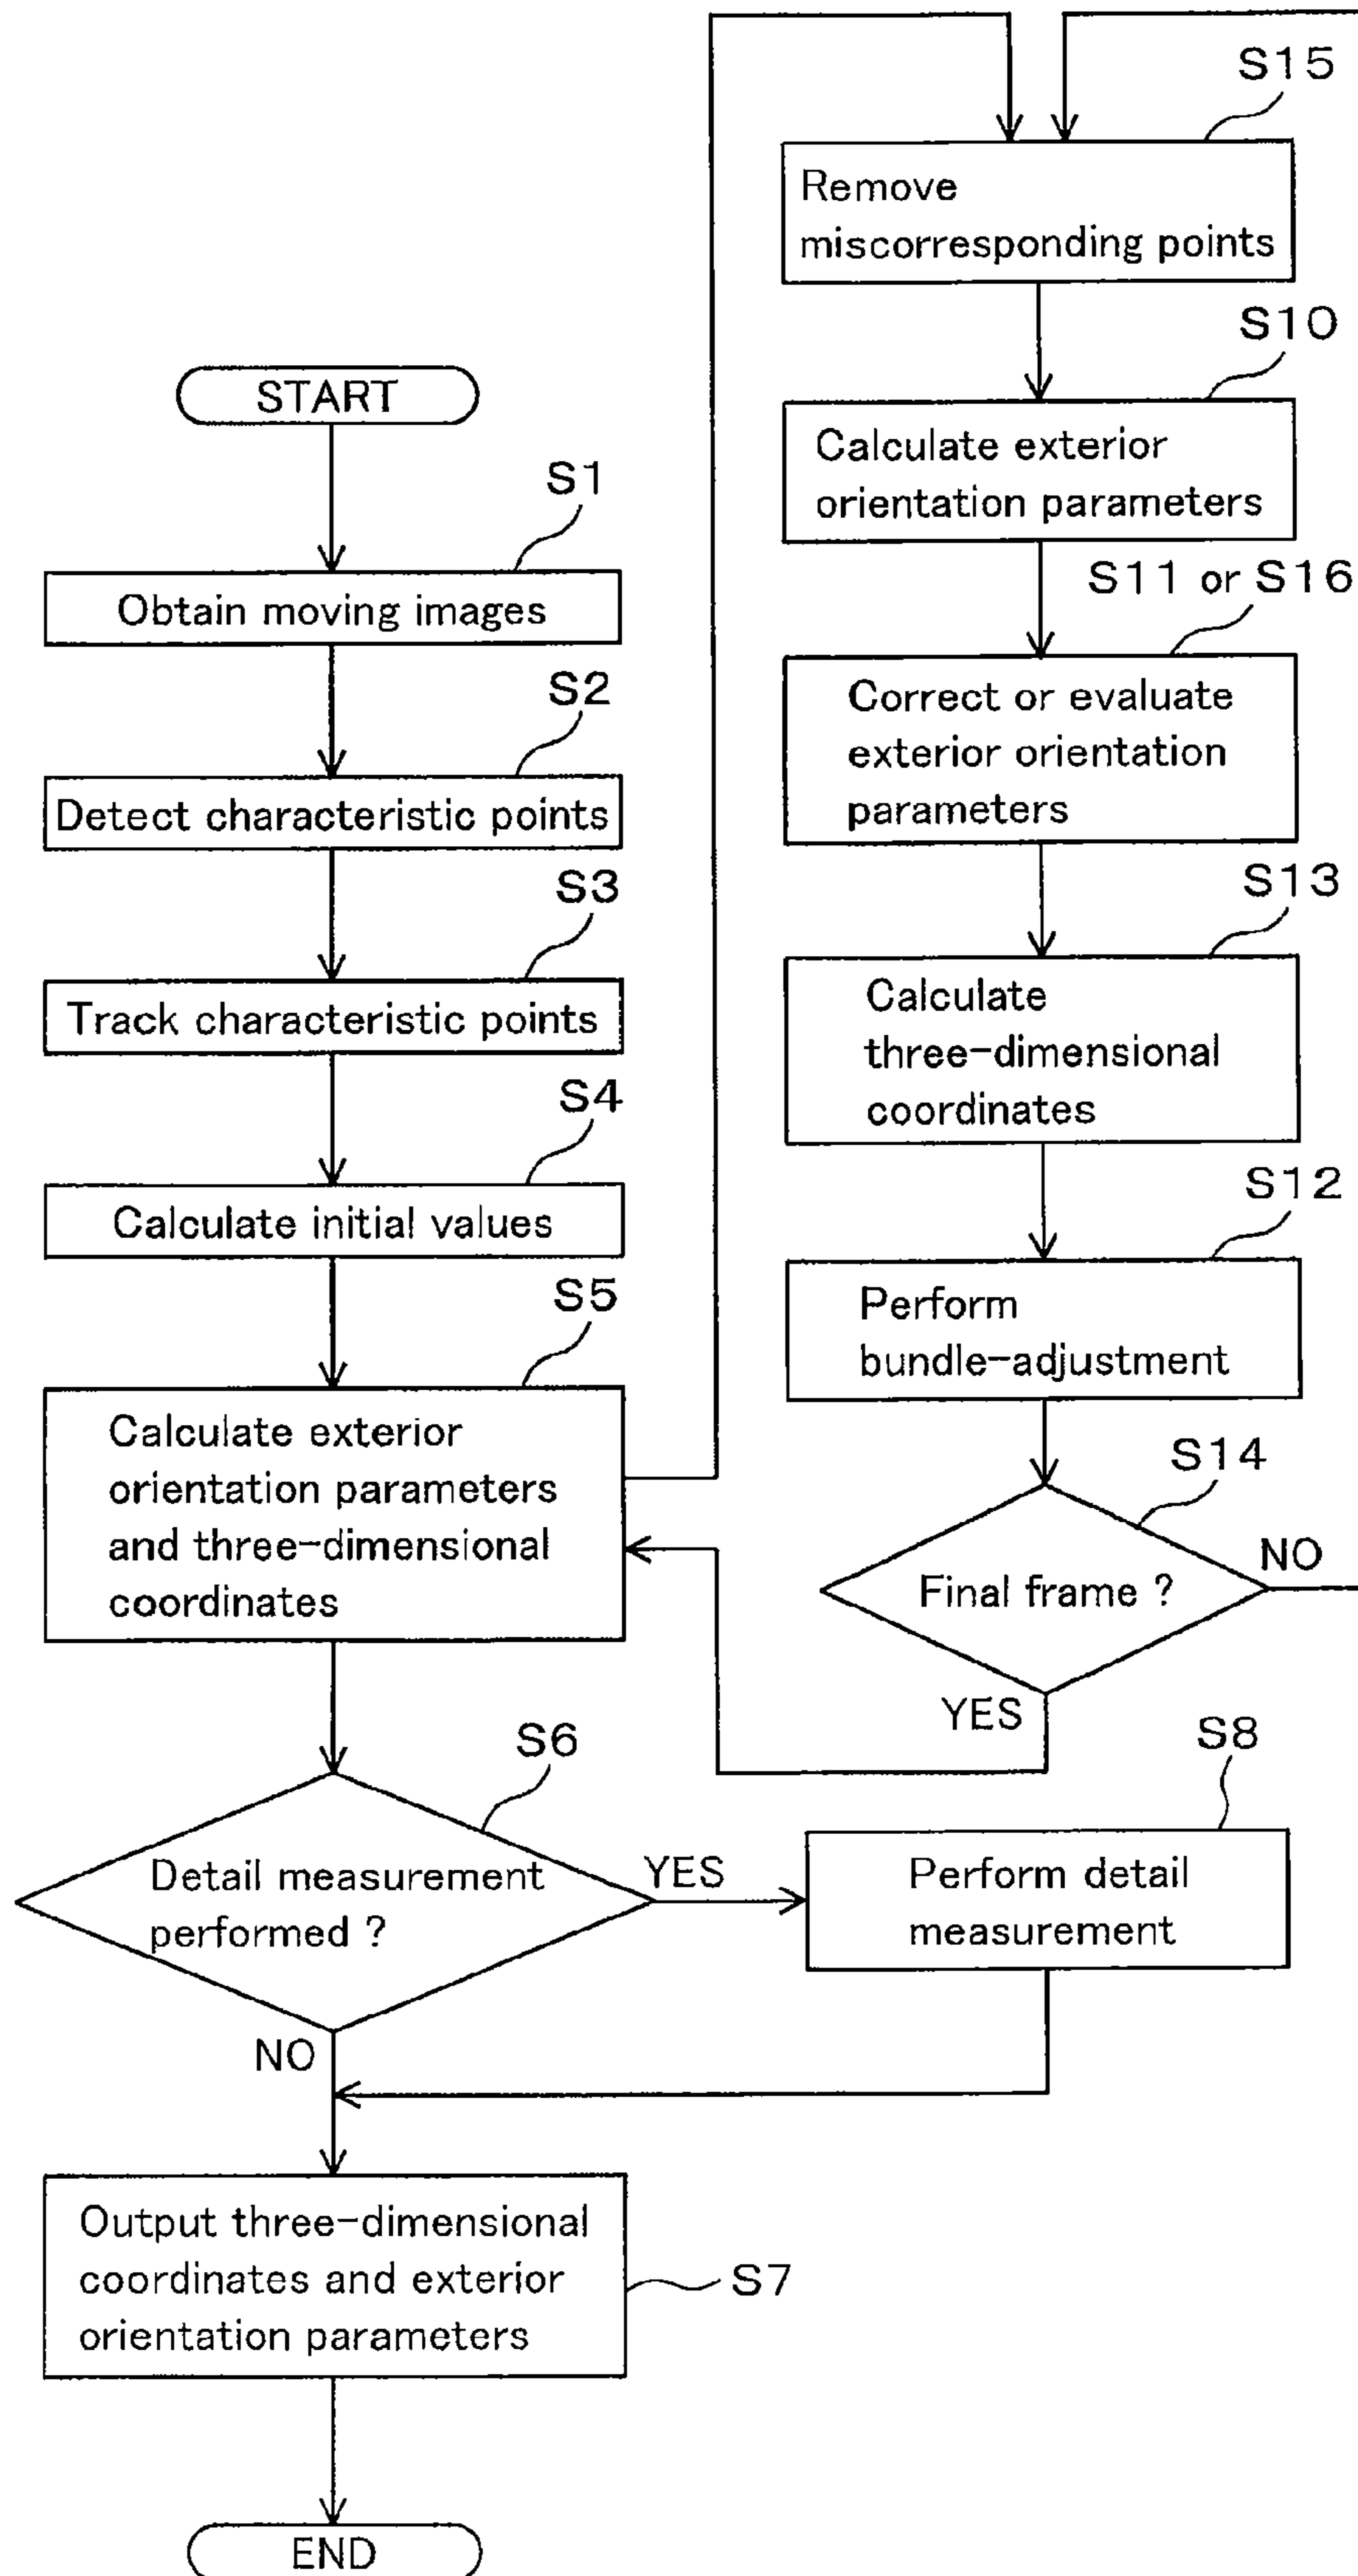 START
S1
Obtain moving images
S2
Detect characteristic points
S3
Track characteristic points
S4
Calculate initial values
S5
Calculate exterior
orientation parameters
and three-dimensional
coordinates
S6
Detail measurement
performed ?
YES
NO
S7
Output three-dimensional
coordinates and exterior
orientation parameters
END
S15
Remove
miscorresponding points
S10
Calculate exterior
orientation parameters
S11 or S16
Correct or evaluate
exterior orientation
parameters
S13
Calculate
three-dimensional
coordinates
S12
Perform
bundle-adjustment
S14
Final frame ?
NO
YES
S8
Perform detail
measurement